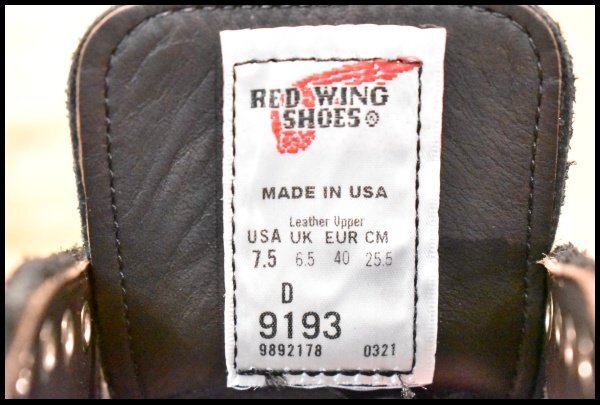 RED WING
SHOES®
MADE IN USA
Leather Upper
USA UK EUR CM
7.5 6.5 40 25.5
D
9193
9892178 0321